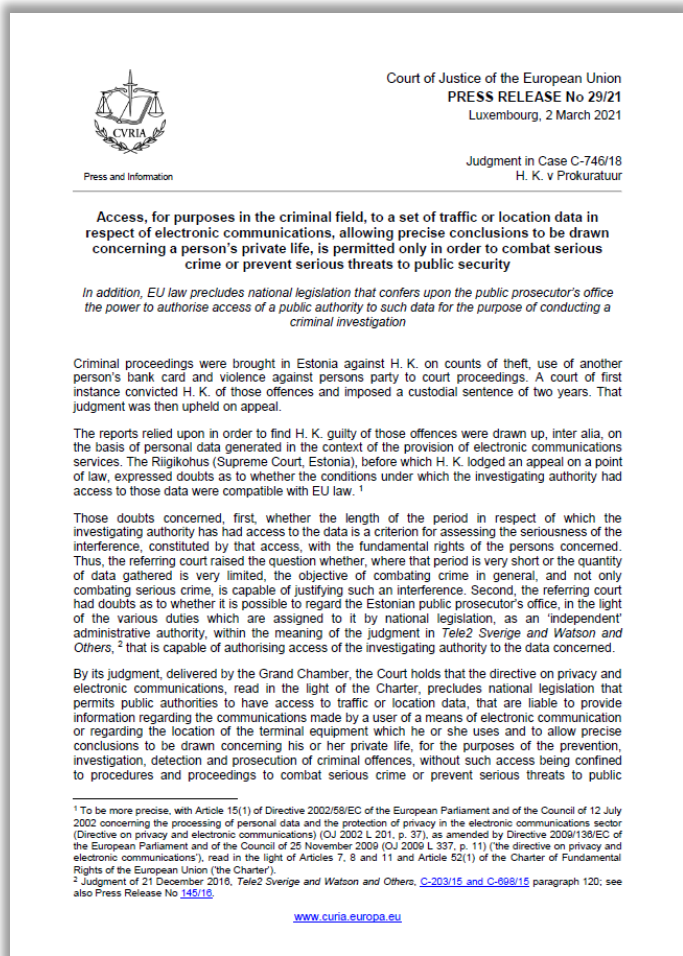 CVRIA
Press and Information
Court of Justice of the European Union
PRESS RELEASE No 29/21
Luxembourg, 2 March 2021
Judgment in Case C-746/18
H. K. v Prokuratuur
Access, for purposes in the criminal field, to a set of traffic or location data in
respect of electronic communications, allowing precise conclusions to be drawn
concerning a person's private life, is permitted only in order to combat serious
crime or prevent serious threats to public security
In addition, EU law precludes national legislation that confers upon the public prosecutor's office
the power to authorise access of a public authority to such data for the purpose of conducting a
criminal investigation
Criminal proceedings were brought in Estonia against H. K. on counts of theft, use of another
person's bank card and violence against persons party to court proceedings. A court of first
instance convicted H. K. of those offences and imposed a custodial sentence of two years. That
judgment was then upheld on appeal.
The reports relied upon in order to find H. K. guilty of those offences were drawn up, inter alia, on
the basis of personal data generated in the context of the provision of electronic communications
services. The Riigikohus (Supreme Court, Estonia), before which H. K. lodged an appeal on a point
of law, expressed doubts as to whether the conditions under which the investigating authority had
access to those data were compatible with EU law. 1
Those doubts concerned, first, whether the length of the period in respect of which the
investigating authority has had access to the data is a criterion for assessing the seriousness of the
interference, constituted by that access, with the fundamental rights of the persons concerned.
Thus, the referring court raised the question whether, where that period is very short or the quantity
of data gathered is very limited, the objective of combating crime in general, and not only
combating serious crime, is capable of justifying such an interference. Second, the referring court
had doubts as to whether it is possible to regard the Estonian public prosecutor's office, in the light
of the various duties which are assigned to it by national legislation, as an 'independent'
administrative authority, within the meaning of the judgment in Tele2 Sverige and Watson and
Others, 2 that is capable of authorising access of the investigating authority to the data concerned.
By its judgment, delivered by the Grand Chamber, the Court holds that the directive on privacy and
electronic communications, read in the light of the Charter, precludes national legislation that
permits public authorities to have access to traffic or location data, that are liable to provide
information regarding the communications made by a user of a means of electronic communication
or regarding the location of the terminal equipment which he or she uses and to allow precise
conclusions to be drawn concerning his or her private life, for the purposes of the prevention,
investigation, detection and prosecution of criminal offences, without such access being confined
to procedures and proceedings to combat serious crime or prevent serious threats to public
1 To be more precise, with Article 15(1) of Directive 2002/58/EC of the European Parliament and of the Council of 12 July
2002 concerning the processing of personal data and the protection of privacy in the electronic communications sector
(Directive on privacy and electronic communications) (OJ 2002 L 201, p. 37), as amended by Directive 2009/136/EC of
the European Parliament and of the Council of 25 November 2009 (OJ 2009 L 337, p. 11) ('the directive on privacy and
electronic communications'), read in the light of Articles 7, 8 and 11 and Article 52(1) of the Charter of Fundamental
Rights of the European Union ('the Charter').
2 Judgment of 21 December 2016, Tele2 Sverige and Watson and Others, C-203/15 and C-698/15 paragraph 120; see
also Press Release No 145/16.
www.curia.europa.eu